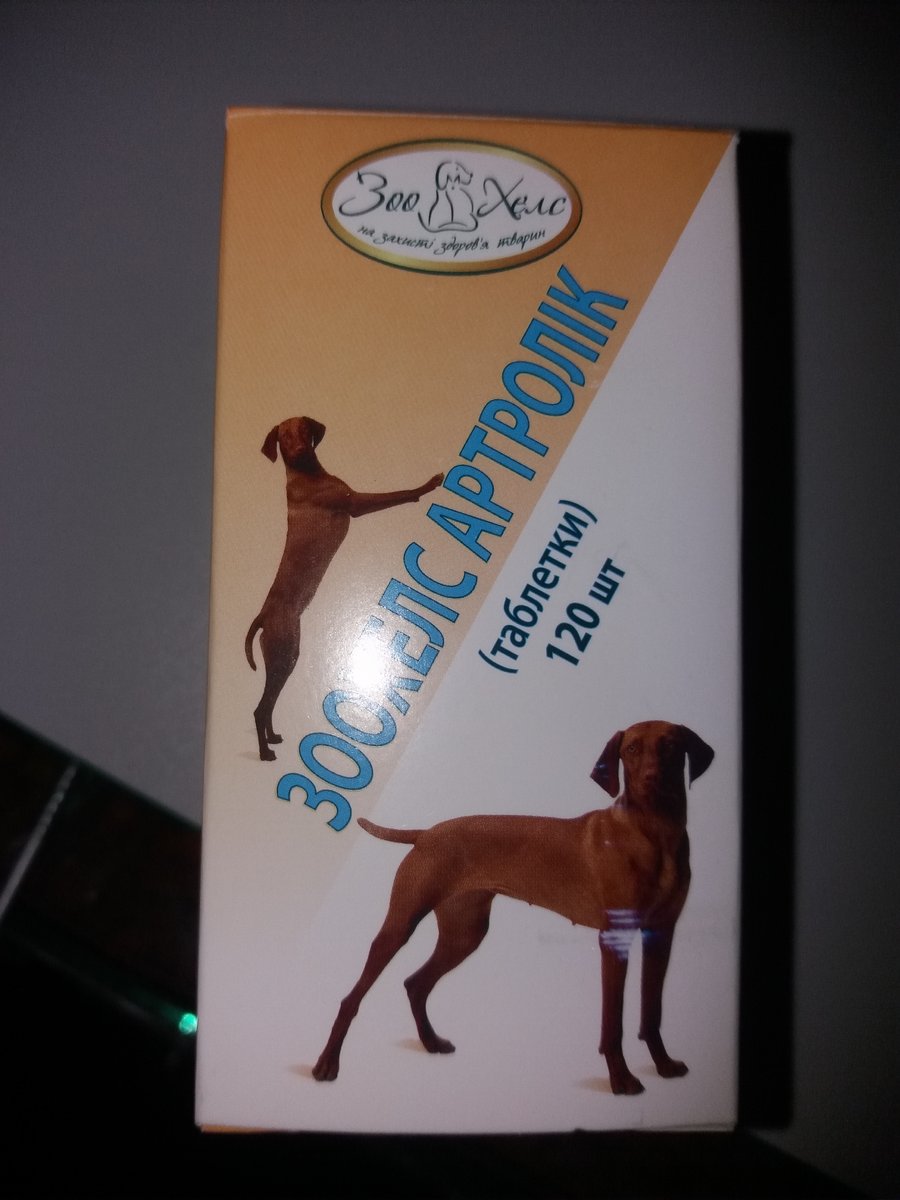 Зоо Хелс
на захисті здоров'я тварин
ЗООХЕЛС АРТРОЛІК
(таблетки)
120 шт